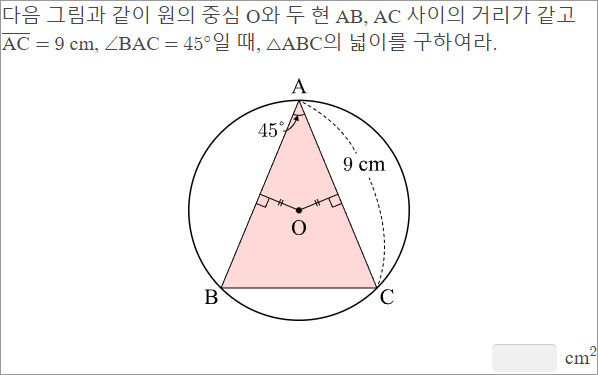 다음 그림과 같이 원의 중심 O와 두 현 AB, AC 사이의 거리가 같고
A̅C̅ = 9 cm, ∠BAC = 45°일 때, △ABC의 넓이를 구하여라.
A
45°
9 cm
O
B
C
cm²